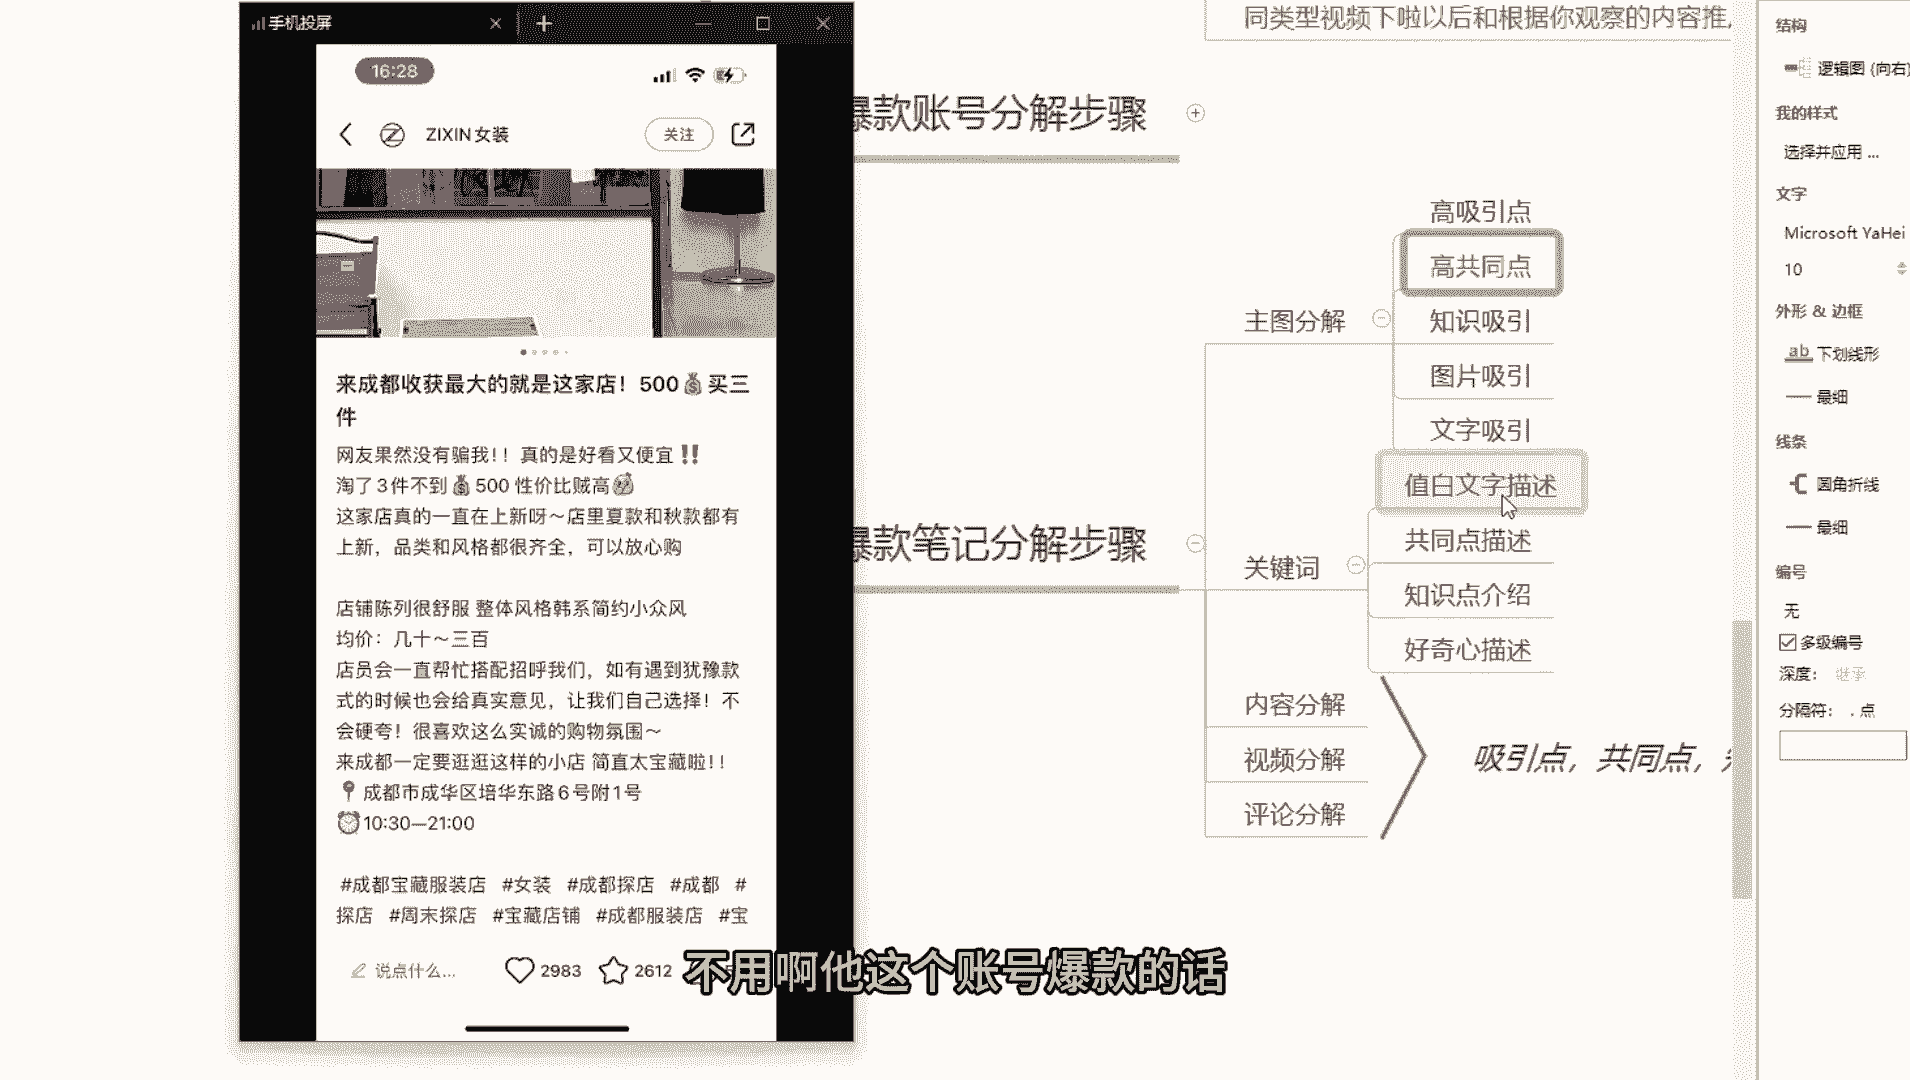 手机投屏
16:28
ZIXIN 女装
关注
来成都收获最大的就是这家店！500💰买三
件
网友果然没有骗我!! 真的是好看又便宜‼️
淘了3件不到💰500 性价比贼高
这家店真的一直在上新呀～店里夏款和秋款都有
上新，品类和风格都很齐全，可以放心购
店铺陈列很舒服 整体风格韩系简约小众风
均价：几十～三百
店员会一直帮忙搭配招呼我们，如有遇到犹豫款
式的时候也会给真实意见，让我们自己选择！不
会硬夸！很喜欢这么实诚的购物氛围～
来成都一定要逛逛这样的小店 简直太宝藏啦!!
📍成都市成华区培华东路6号附1号
⏰10:30—21:00
#成都宝藏服装店 #女装 #成都探店 #成都 #
探店 #周末探店 #宝藏店铺 #成都服装店 #宝
说点什么...
2983
2612
同类型视频下啦以后和根据你观察的内容推
爆款账号分解步骤
爆款笔记分解步骤
主图分解
高吸引点
高共同点
知识吸引
图片吸引
文字吸引
关键词
值白文字描述
共同点描述
知识点介绍
好奇心描述
内容分解
视频分解
评论分解
吸引点，共同点，
不用啊他这个账号爆款的话
结构
逻辑图 (向右)
我的样式
选择并应用 ...
文字
Microsoft YaHei
10
外形 & 边框
ab 下划线形
最细
线条
圆角折线
最细
编号
无
多级编号
深度： 继承
分隔符： . 点